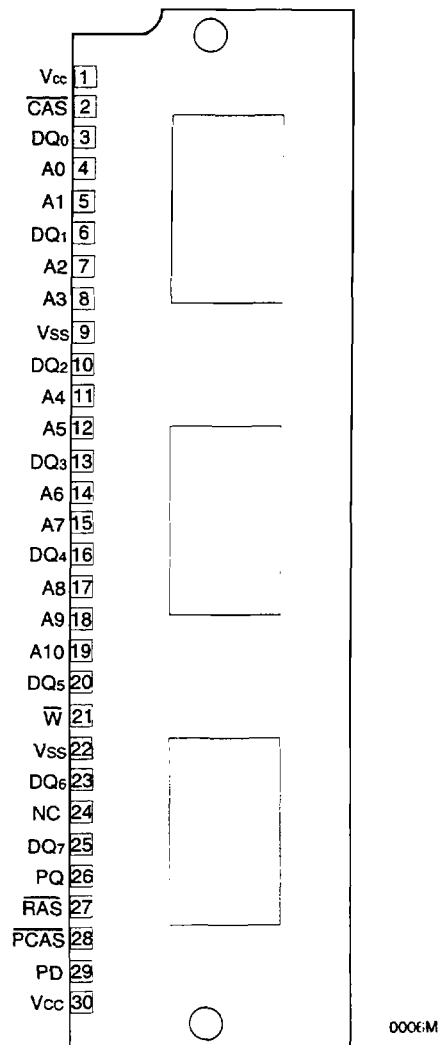 Vcc 1
C̅A̅S̅ 2
DQ₀ 3
A0 4
A1 5
DQ₁ 6
A2 7
A3 8
Vss 9
DQ₂ 10
A4 11
A5 12
DQ₃ 13
A6 14
A7 15
DQ₄ 16
A8 17
A9 18
A10 19
DQ₅ 20
W̅ 21
Vss 22
DQ₆ 23
NC 24
DQ₇ 25
PQ 26
R̅A̅S̅ 27
P̅C̅A̅S̅ 28
PD 29
Vcc 30
0006M